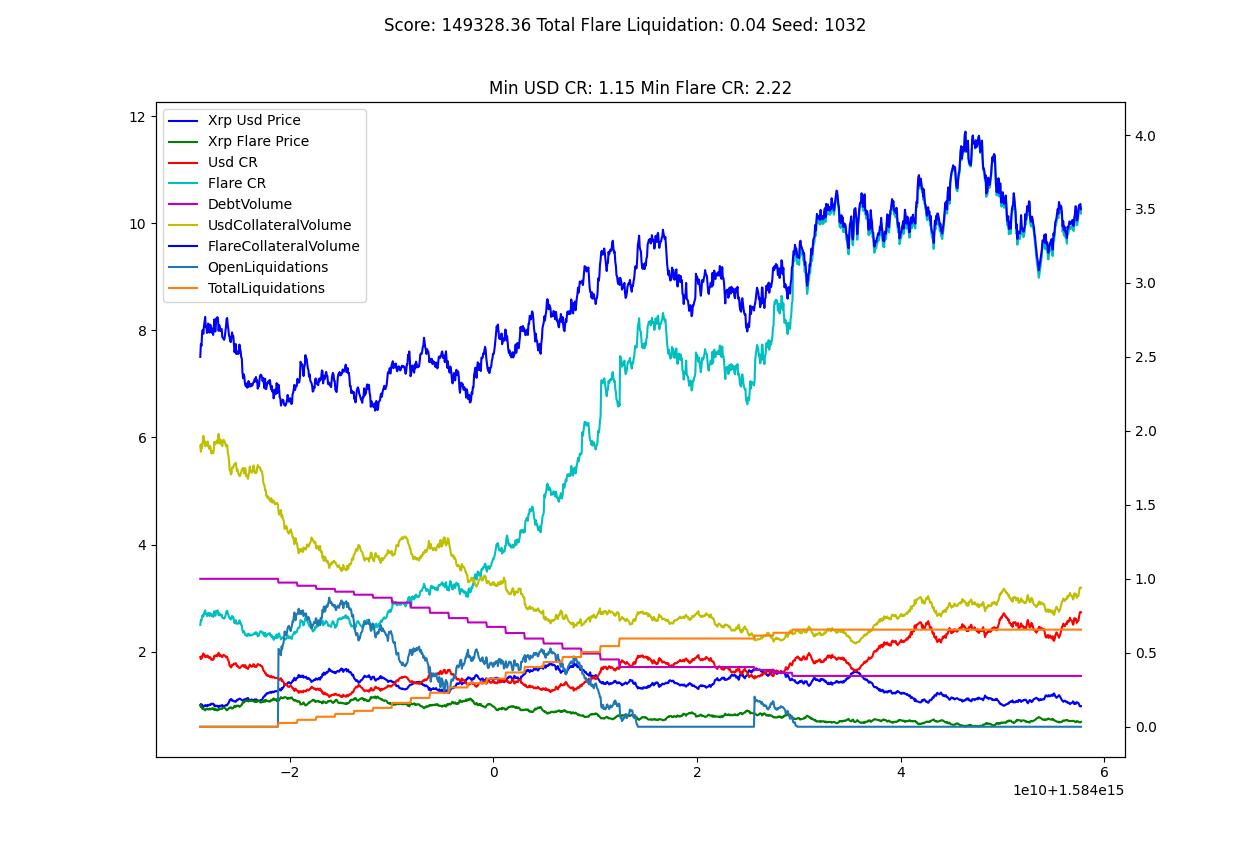 Score: 149328.36 Total Flare Liquidation: 0.04 Seed: 1032
Min USD CR: 1.15 Min Flare CR: 2.22
Xrp Usd Price
Xrp Flare Price
Usd CR
Flare CR
DebtVolume
UsdCollateralVolume
FlareCollateralVolume
OpenLiquidations
TotalLiquidations
12
10
8
6
4
2
4.0
3.5
3.0
2.5
2.0
1.5
1.0
0.5
0.0
−2
0
2
4
6
1e10+1.584e15